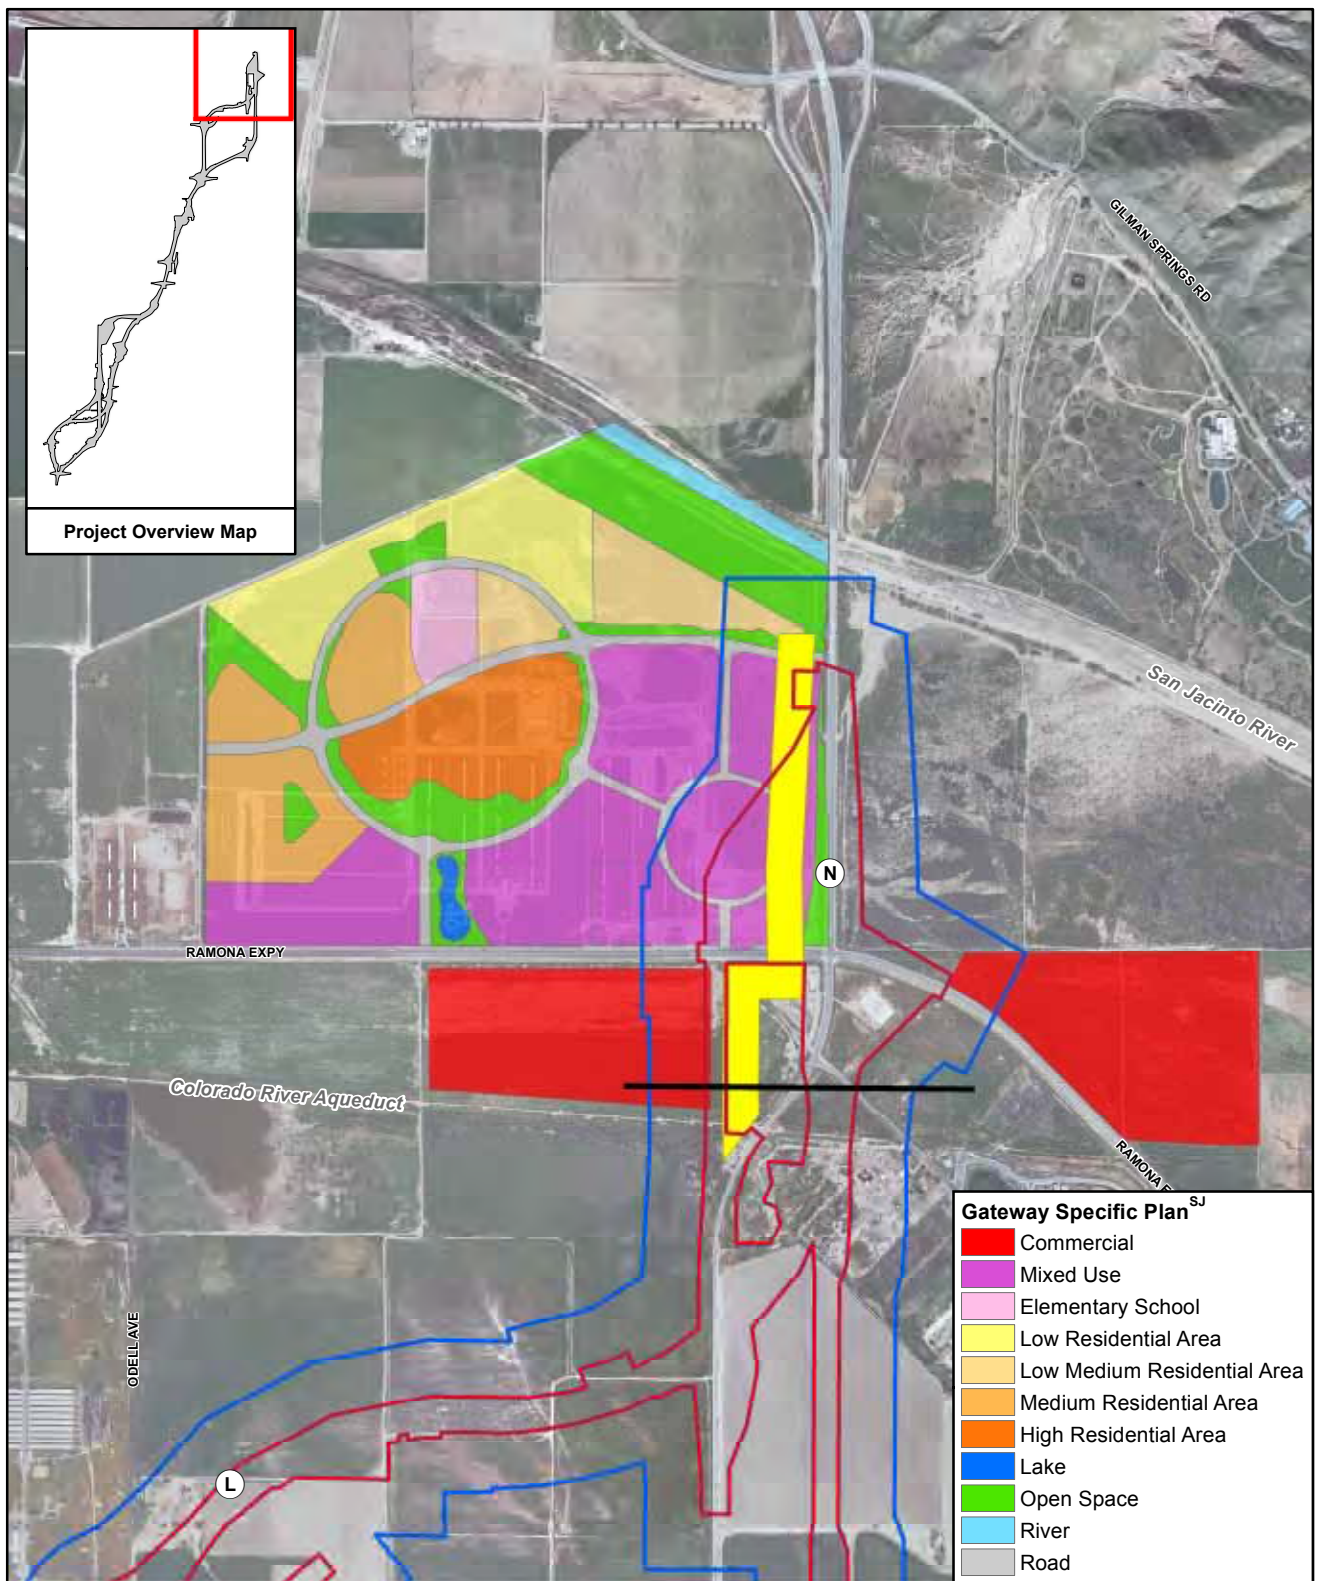 Project Overview Map
GILMAN SPRINGS RD
San Jacinto River
N
RAMONA EXPY
Colorado River Aqueduct
RAMONA E
ODELL AVE
L
Gateway Specific Plan SJ
Commercial
Mixed Use
Elementary School
Low Residential Area
Low Medium Residential Area
Medium Residential Area
High Residential Area
Lake
Open Space
River
Road